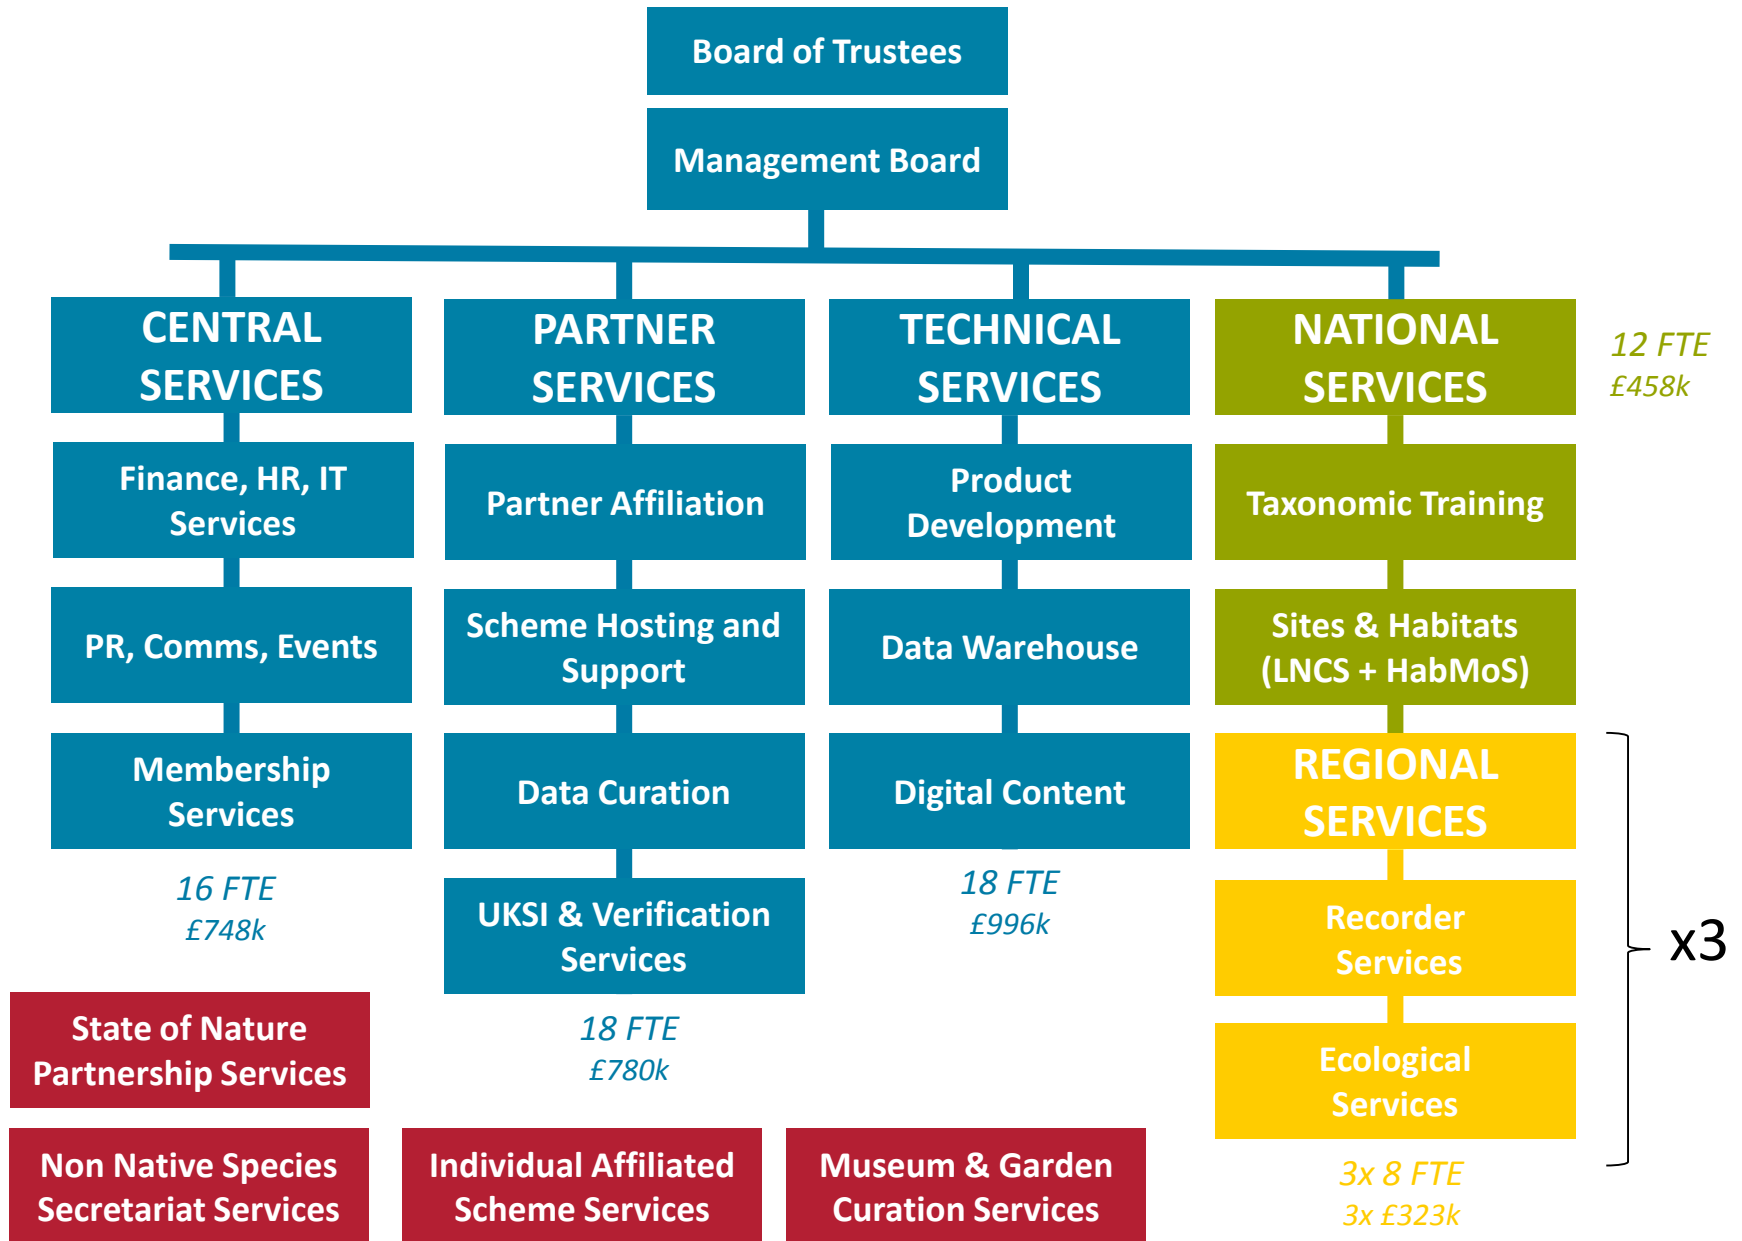 Board of Trustees
Management Board
CENTRAL
SERVICES
Finance, HR, IT
Services
PR, Comms, Events
Membership
Services
16 FTE
£748k
PARTNER
SERVICES
Partner Affiliation
Scheme Hosting and
Support
Data Curation
UKSI & Verification
Services
18 FTE
£780k
TECHNICAL
SERVICES
Product
Development
Data Warehouse
Digital Content
18 FTE
£996k
NATIONAL
SERVICES
12 FTE
£458k
Taxonomic Training
Sites & Habitats
(LNCS + HabMoS)
REGIONAL
SERVICES
Recorder
Services
Ecological
Services
x3
3x 8 FTE
3x £323k
State of Nature
Partnership Services
Non Native Species
Secretariat Services
Individual Affiliated
Scheme Services
Museum & Garden
Curation Services